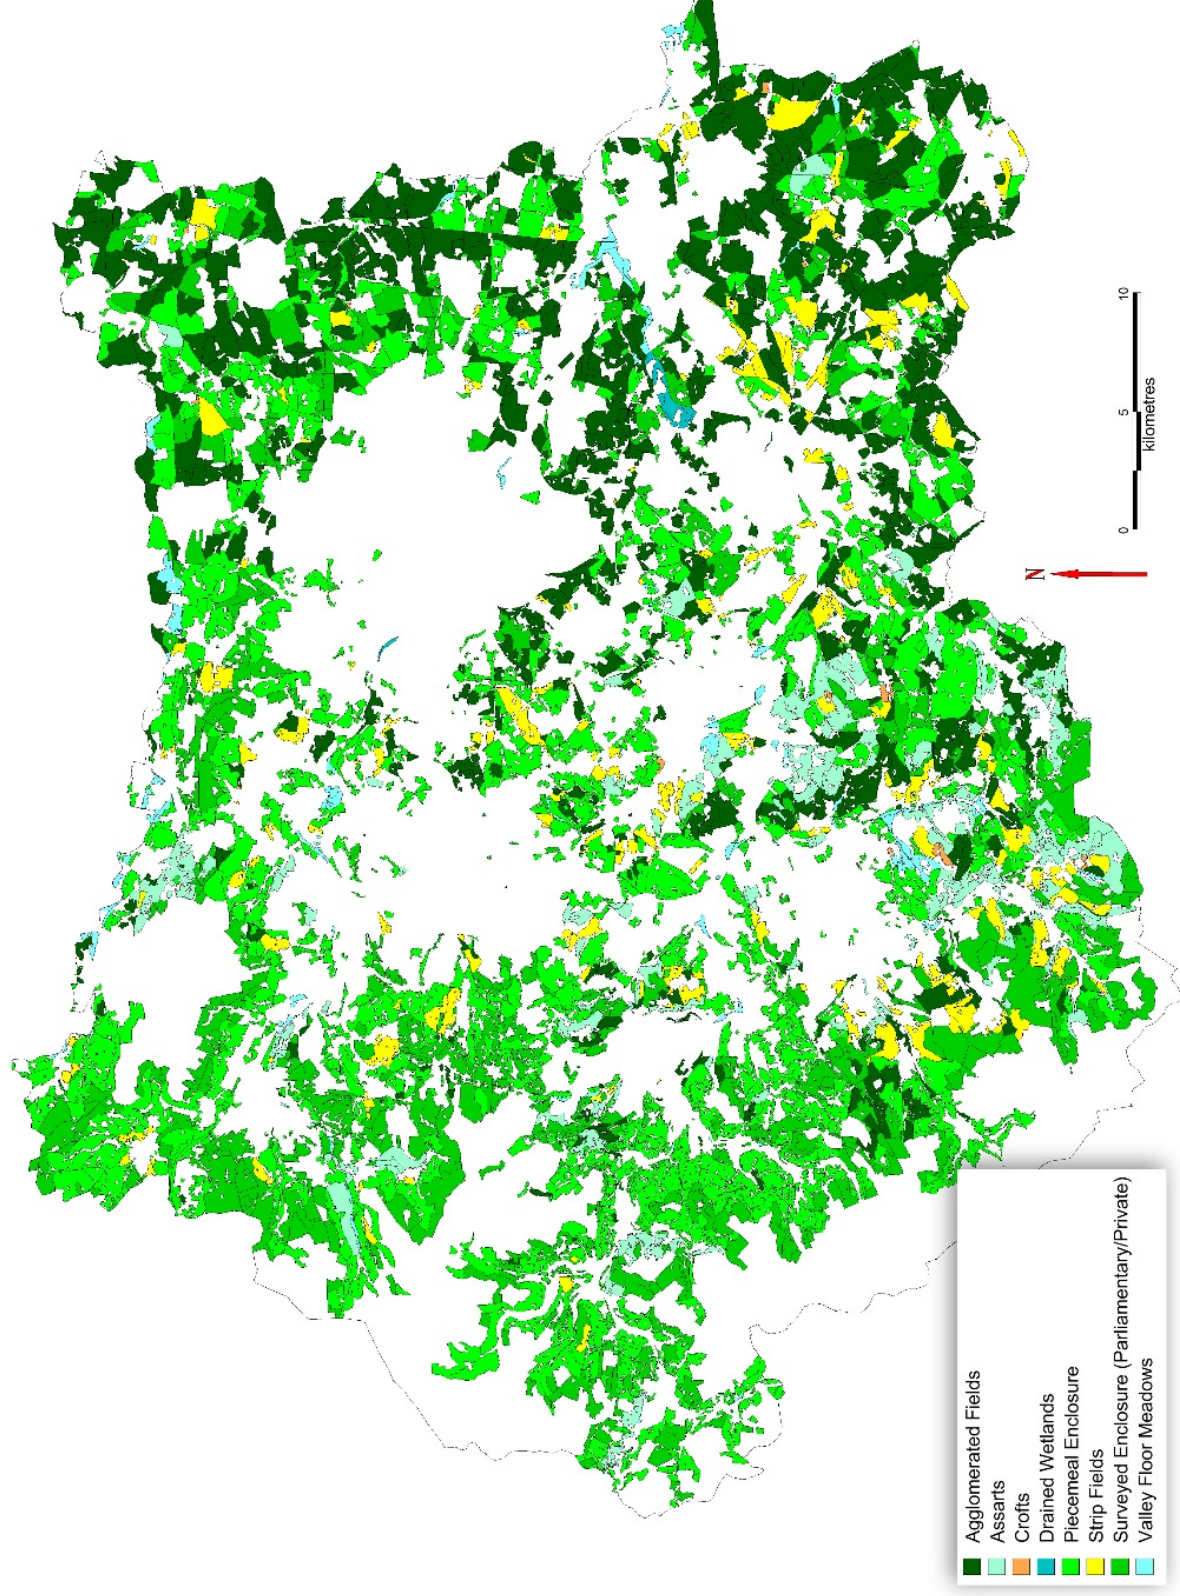 Agglomerated Fields
Assarts
Crofts
Drained Wetlands
Piecemeal Enclosure
Strip Fields
Surveyed Enclosure (Parliamentary/Private)
Valley Floor Meadows
N
0 5 10
kilometres